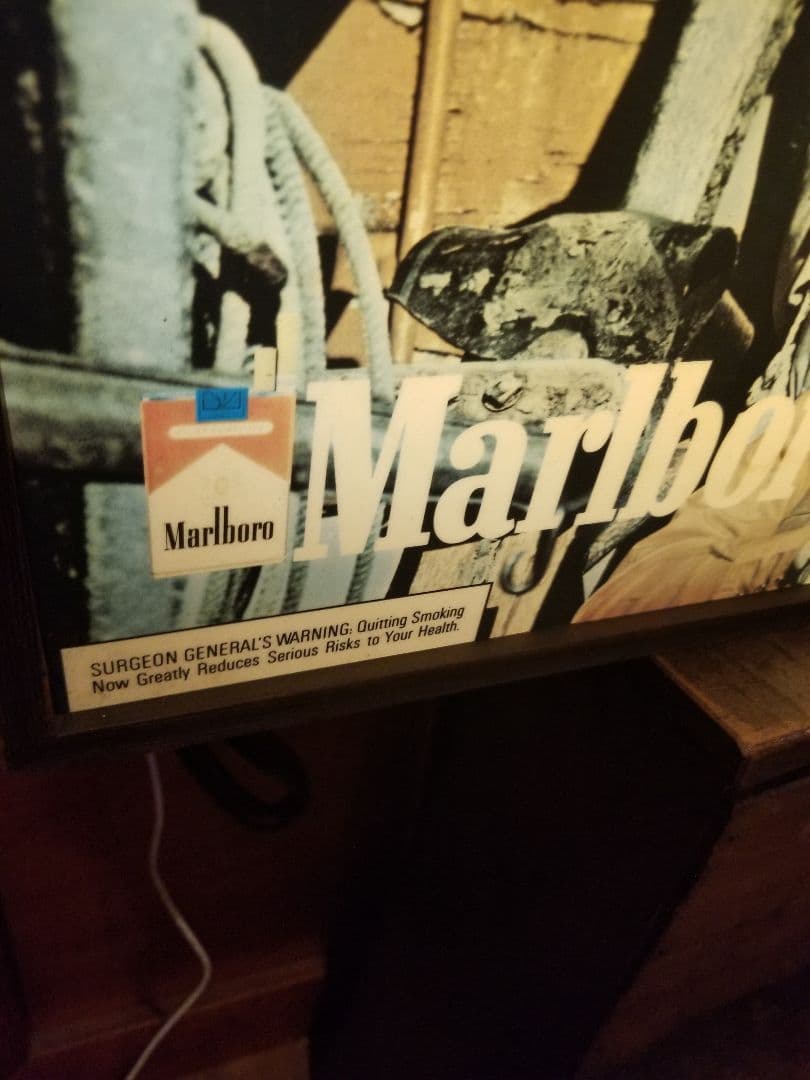 Marlboro
Marlbor
SURGEON GENERAL'S WARNING: Quitting Smoking
Now Greatly Reduces Serious Risks to Your Health.